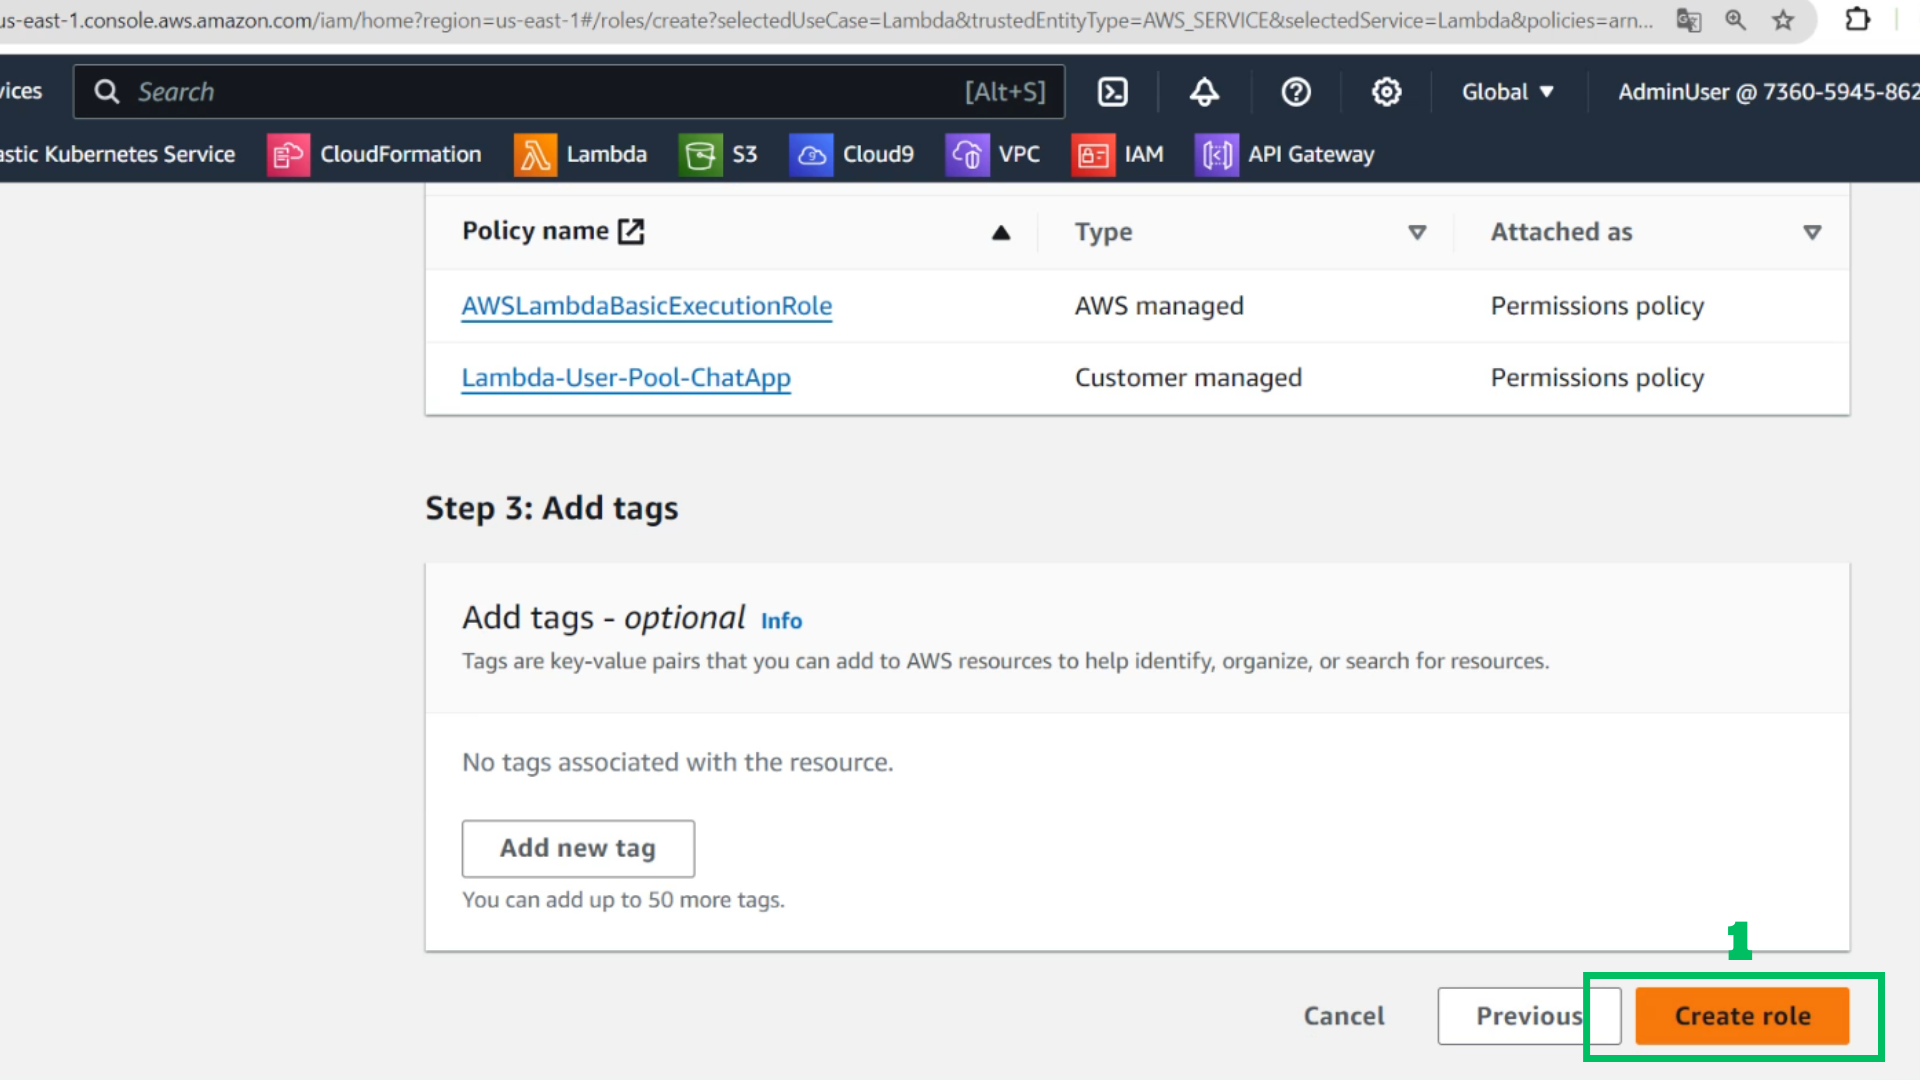 us-east-1.console.aws.amazon.com/iam/home?region=us-east-1#/roles/create?selectedUseCase=Lambda&trustedEntityType=AWS_SERVICE&selectedService=Lambda&policies=arn...
vices
Search
[Alt+S]
Global
AdminUser @ 7360-5945-862
astic Kubernetes Service
CloudFormation
Lambda
S3
Cloud9
VPC
IAM
API Gateway
Policy name
Type
Attached as
AWSLambdaBasicExecutionRole
AWS managed
Permissions policy
Lambda-User-Pool-ChatApp
Customer managed
Permissions policy
Step 3: Add tags
Add tags - optional Info
Tags are key-value pairs that you can add to AWS resources to help identify, organize, or search for resources.
No tags associated with the resource.
Add new tag
You can add up to 50 more tags.
1
Cancel
Previous
Create role